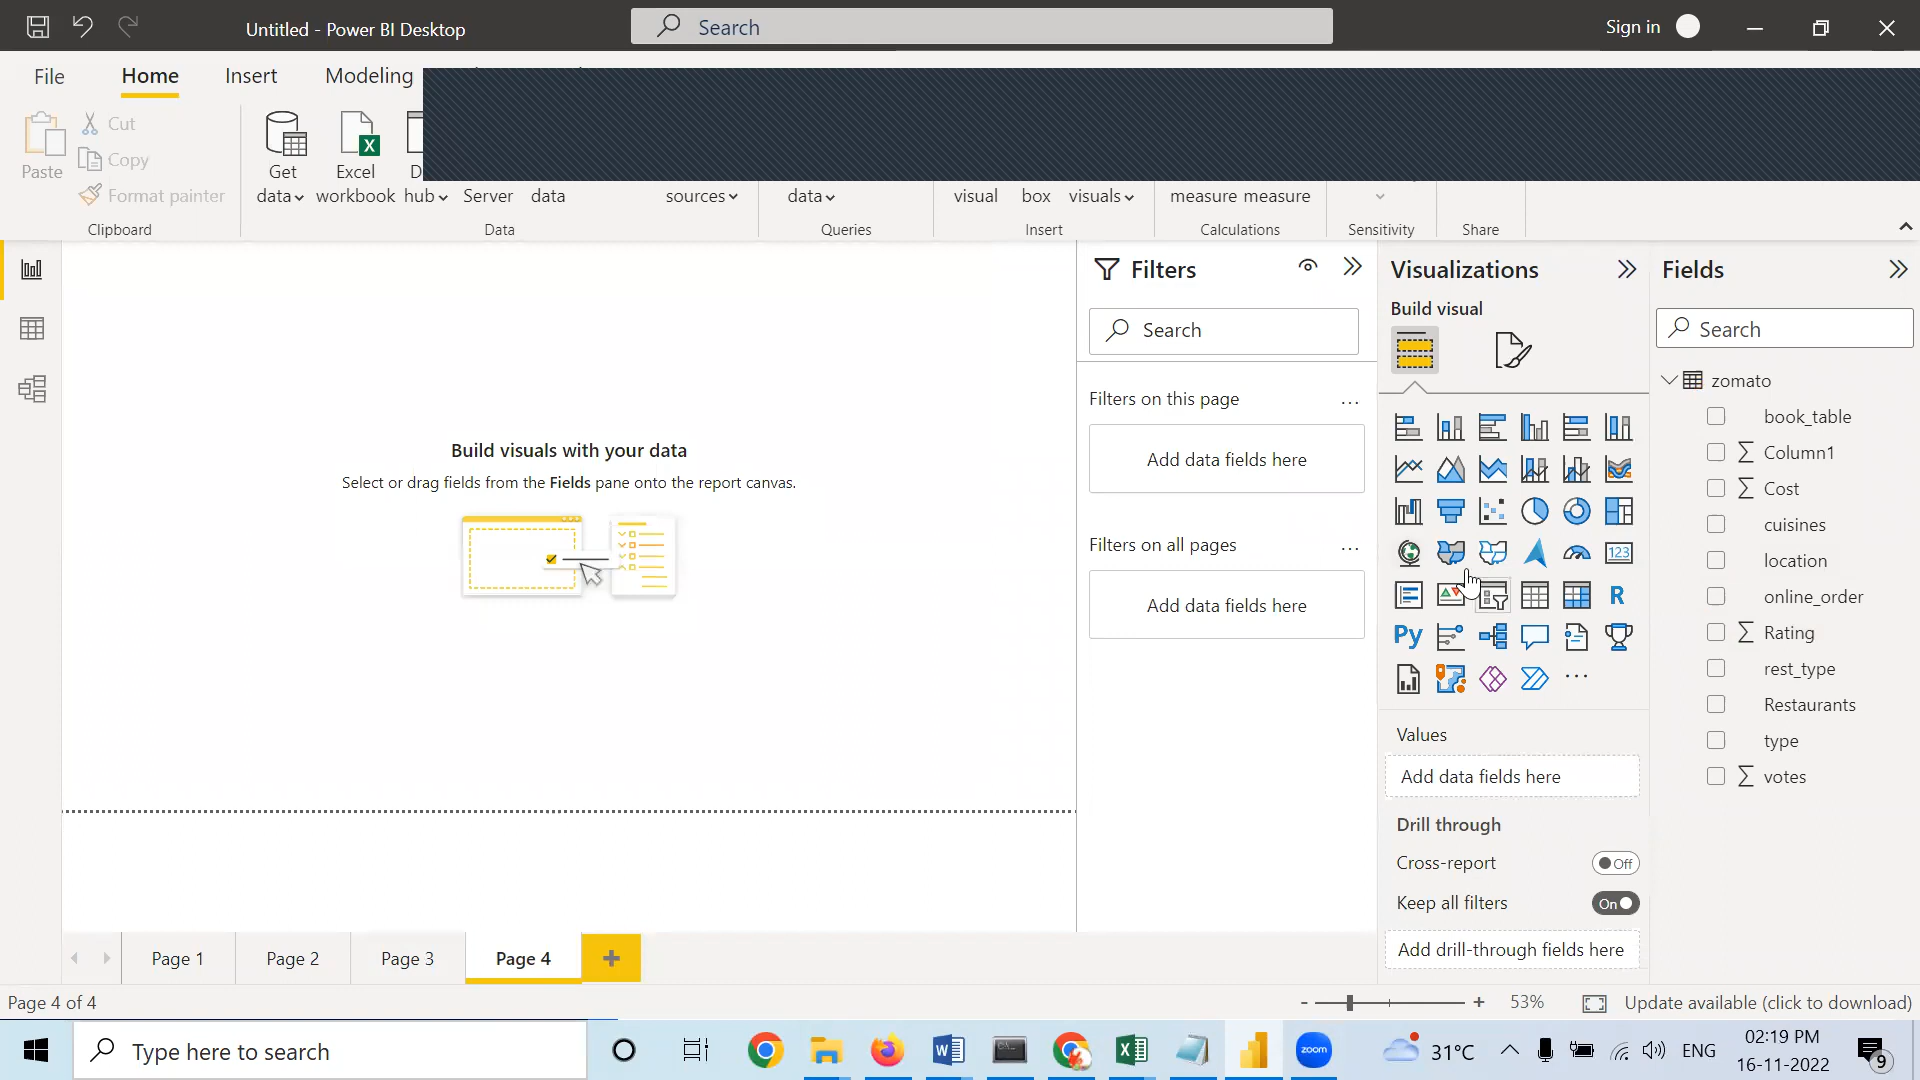 Untitled - Power BI Desktop
Search
Sign in
File
Home
Insert
Modeling
Paste
Cut
Copy
Format painter
Clipboard
Get data
Excel workbook
hub
Server
data
sources
Data
data
Queries
visual
box
visuals
Insert
measure
measure
Calculations
Sensitivity
Share
Build visuals with your data
Select or drag fields from the Fields pane onto the report canvas.
Filters
Search
Filters on this page
...
Add data fields here
Filters on all pages
...
Add data fields here
Visualizations
Build visual
123
R
Py
...
Values
Add data fields here
Drill through
Cross-report
Off
Keep all filters
On
Add drill-through fields here
Fields
Search
zomato
book_table
Column1
Cost
cuisines
location
online_order
Rating
rest_type
Restaurants
type
votes
Page 1
Page 2
Page 3
Page 4
+
Page 4 of 4
- + 53%
Update available (click to download)
Type here to search
zoom
31°C
ENG
02:19 PM
16-11-2022
9